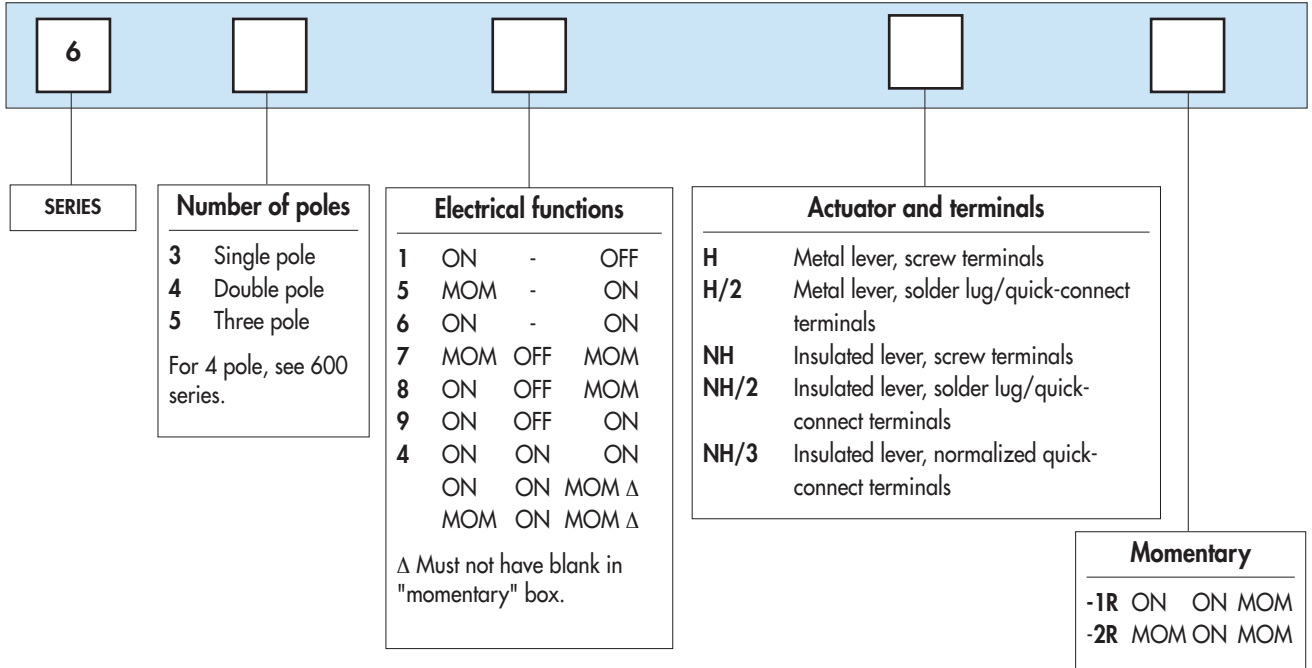 6
SERIES
Number of poles
3 Single pole
4 Double pole
5 Three pole
For 4 pole, see 600
series.
Electrical functions
1 ON - OFF
5 MOM - ON
6 ON - ON
7 MOM OFF MOM
8 ON OFF MOM
9 ON OFF ON
4 ON ON ON
ON ON MOM Δ
MOM ON MOM Δ
Δ Must not have blank in
"momentary" box.
Actuator and terminals
H Metal lever, screw terminals
H/2 Metal lever, solder lug/quick-connect
terminals
NH Insulated lever, screw terminals
NH/2 Insulated lever, solder lug/quick-
connect terminals
NH/3 Insulated lever, normalized quick-
connect terminals
Momentary
-1R ON ON MOM
-2R MOM ON MOM